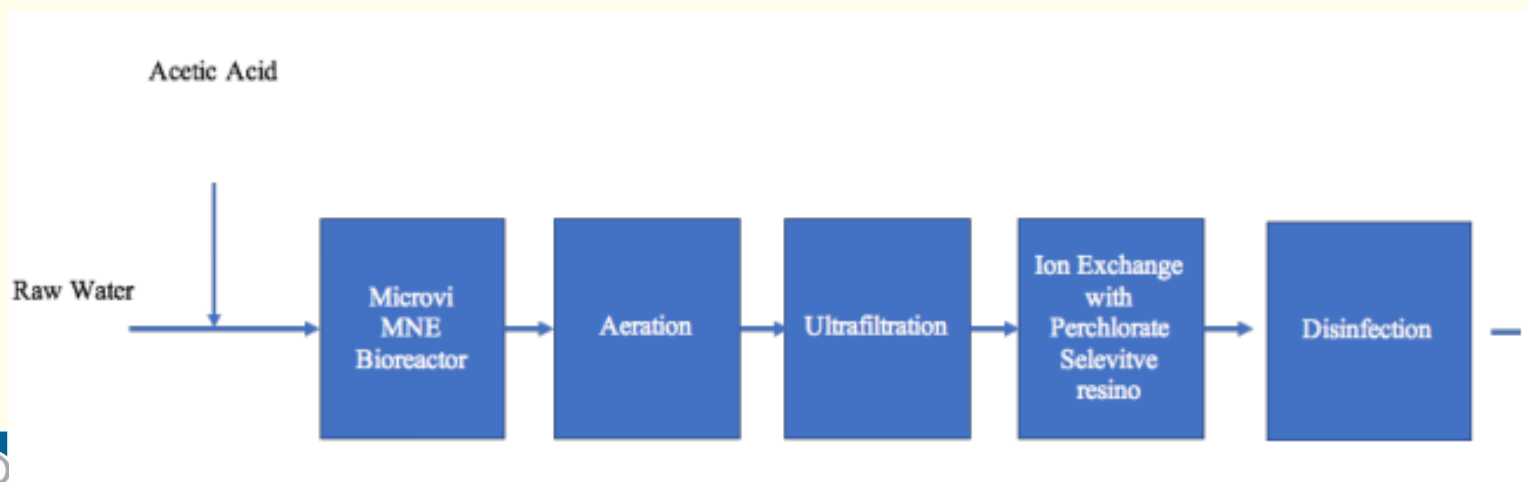 Acetic Acid
Raw Water
Microvi
MNE
Bioreactor
Aeration
Ultrafiltration
Ion Exchange
with
Perchlorate
Selevitve
resino
Disinfection